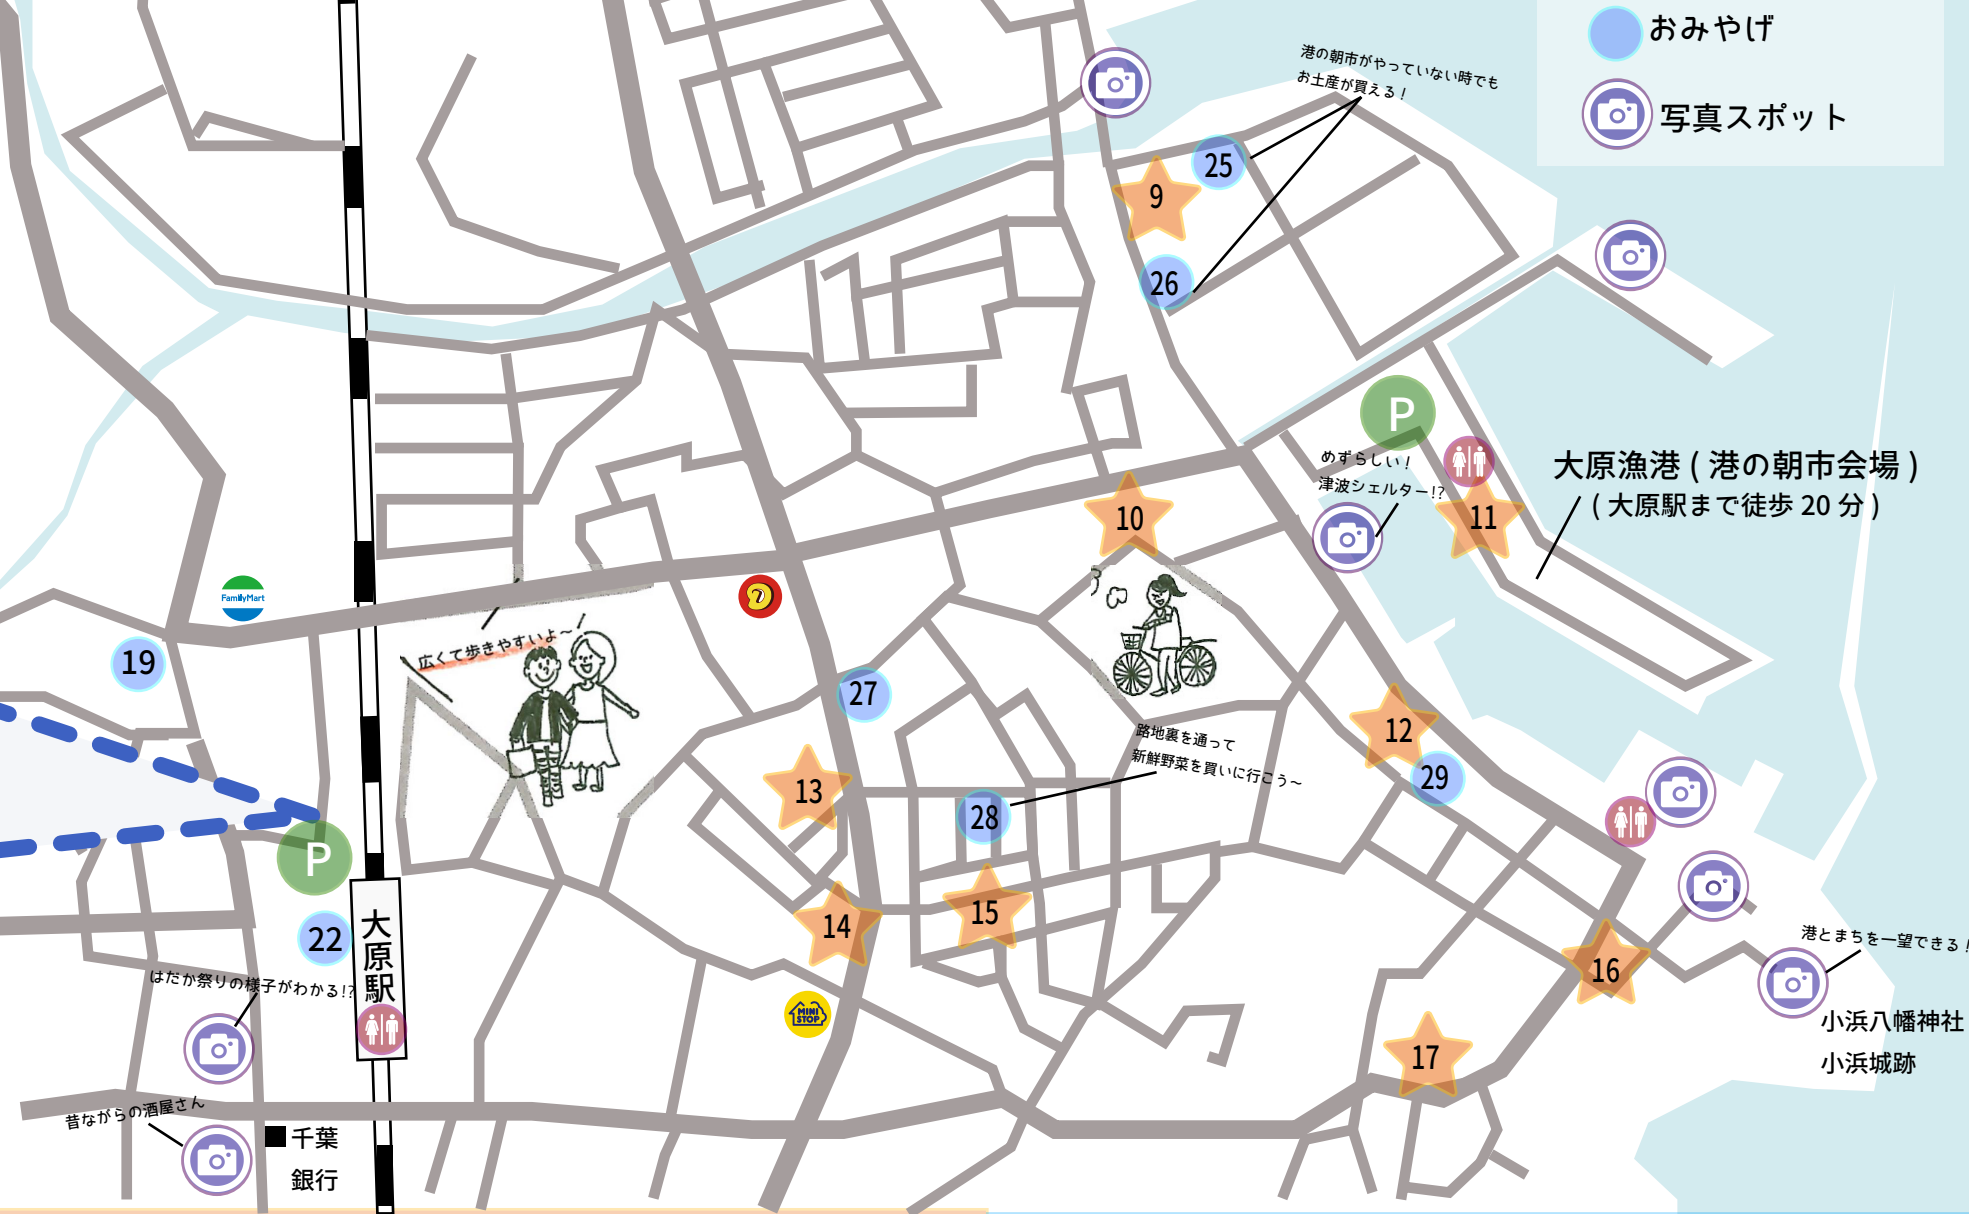 おみやげ
写真スポット
港の朝市がやっていない時でも
お土産が買える！
25
9
26
P
めずらしい！
津波シェルター!?
大原漁港 ( 港の朝市会場 )
( 大原駅まで徒歩 20 分 )
10
11
FamilyMart
19
広くて歩きやすいよ〜！
27
12
路地裏を通って
新鮮野菜を買いに行こう〜
29
13
28
P
22
大原駅
14
15
16
港とまちを一望できる！
はだか祭りの様子がわかる!?
MINI
STOP
小浜八幡神社
小浜城跡
17
昔ながらの酒屋さん
千葉
銀行